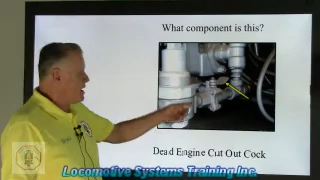 What component is this?
Dead Engine Cut Out Cock
Locomotive Systems Training Inc.